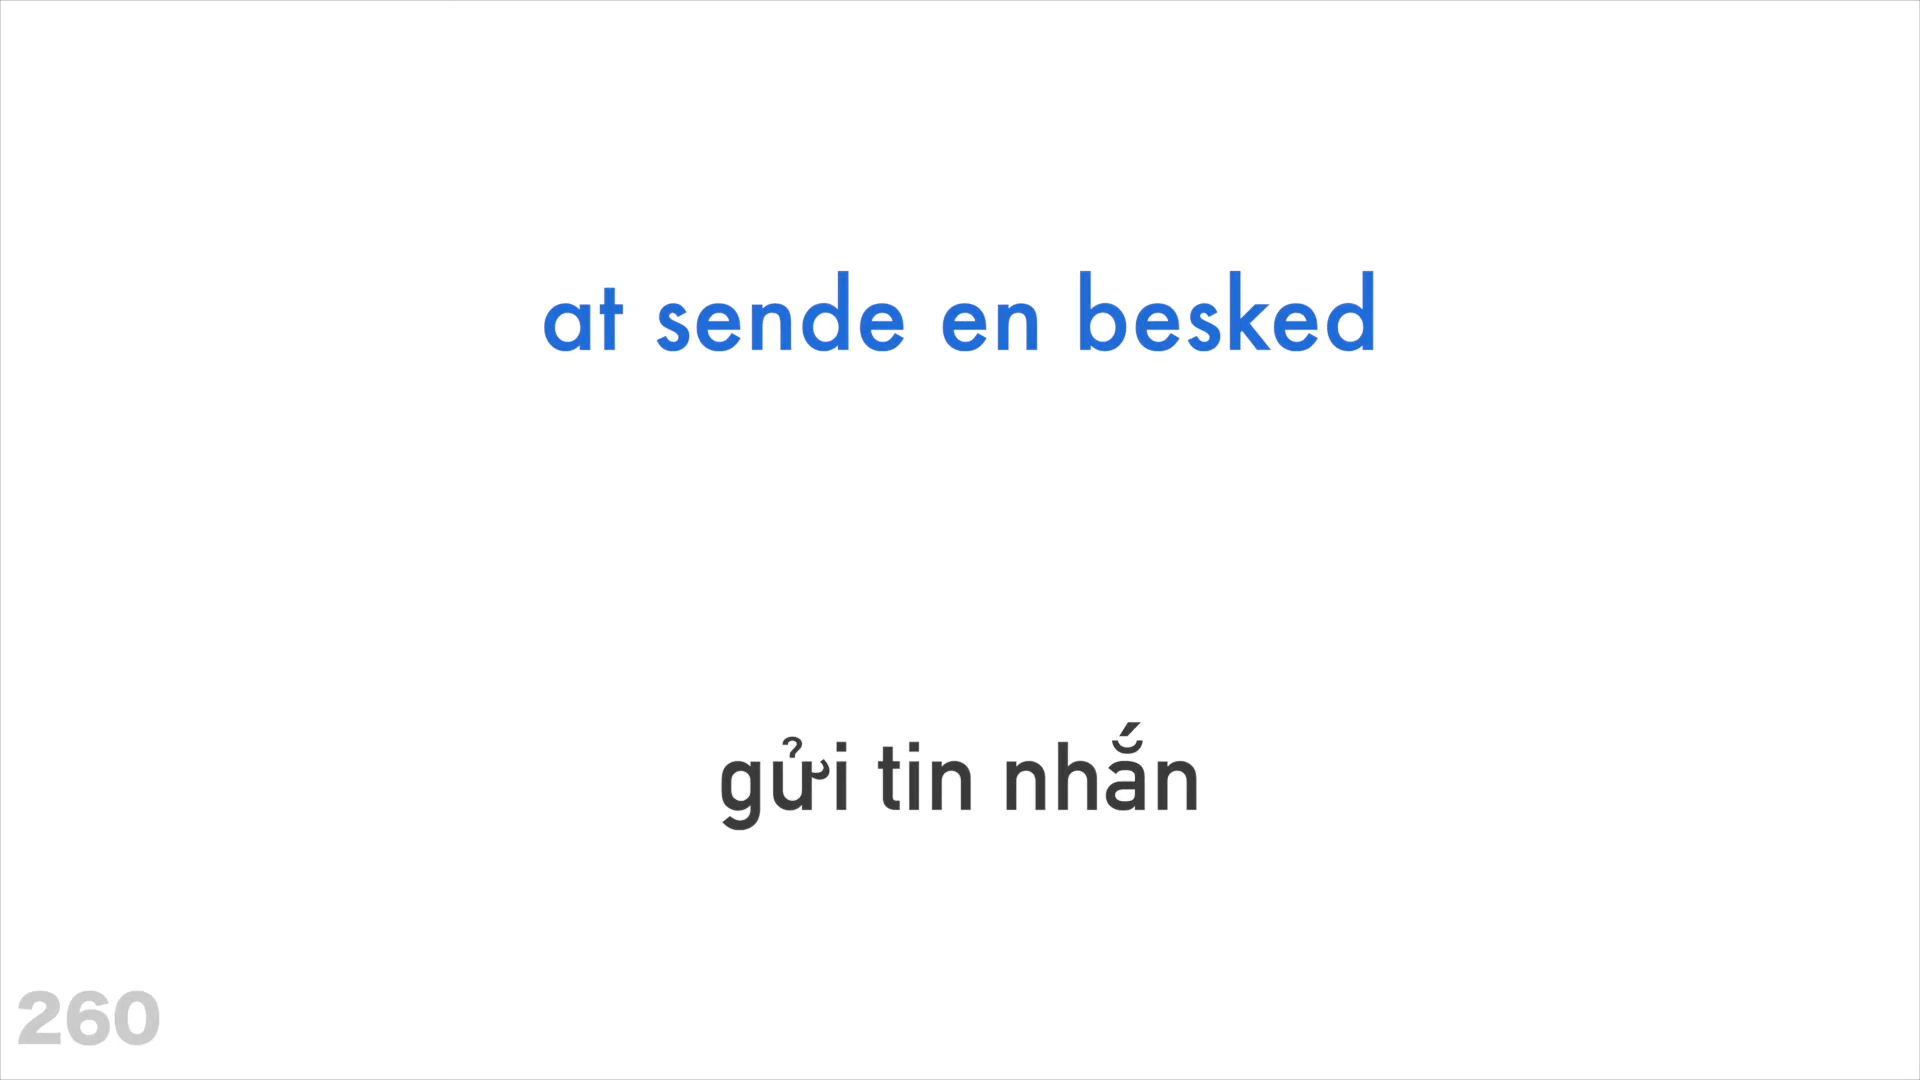 at sende en besked
gửi tin nhắn
260